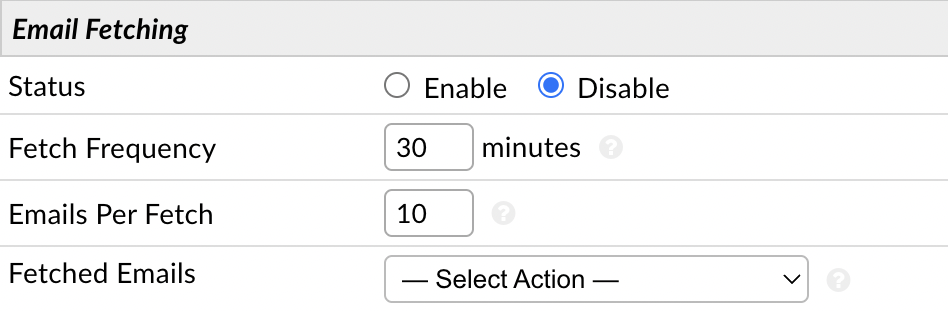 Email Fetching
Status Enable Disable
Fetch Frequency 30 minutes ?
Emails Per Fetch 10 ?
Fetched Emails — Select Action — ?